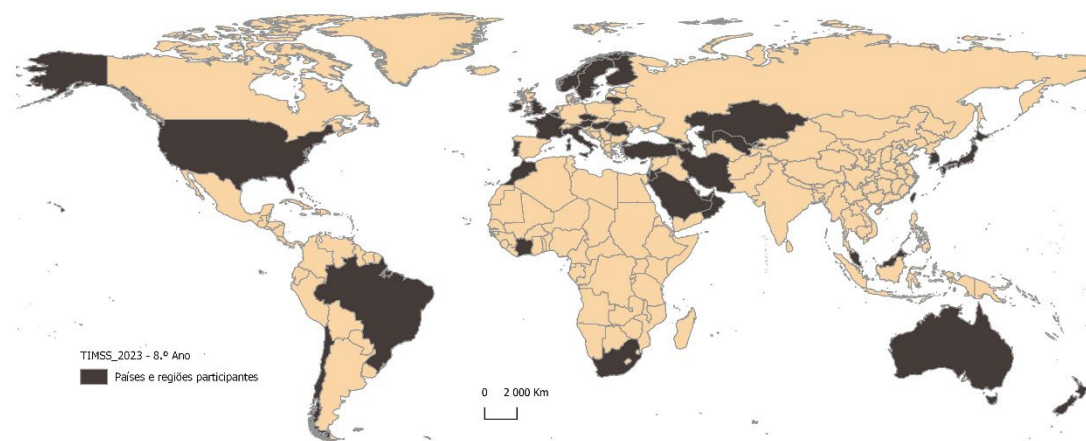 TIMSS_2023 - 8.º Ano
Países e regiões participantes
0 2 000 Km